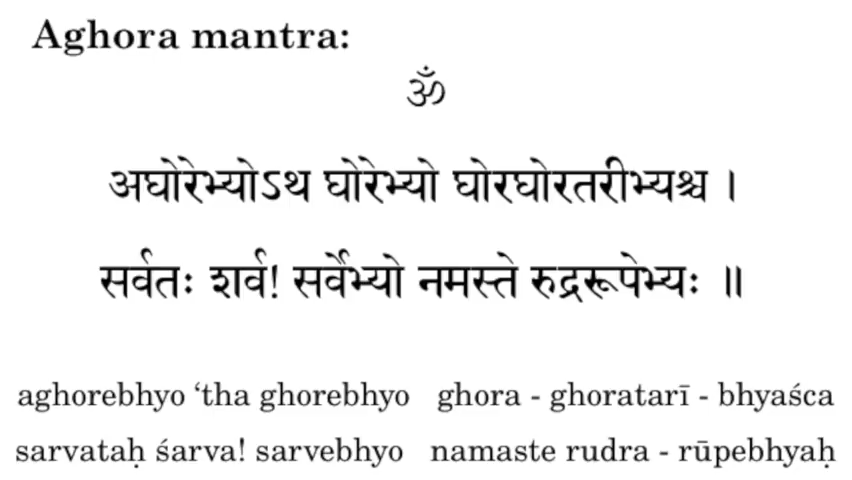 Aghora mantra:
ॐ
अघोरेभ्योऽथ घोरेभ्यो घोरघोरतरीभ्यश्च ।
सर्वतः शर्व! सर्वेभ्यो नमस्ते रुद्ररूपेभ्यः ॥
aghorebhyo ‘tha ghorebhyo ghora - ghoratarī - bhyaśca
sarvataḥ śarva! sarvebhyo namaste rudra - rūpebhyaḥ